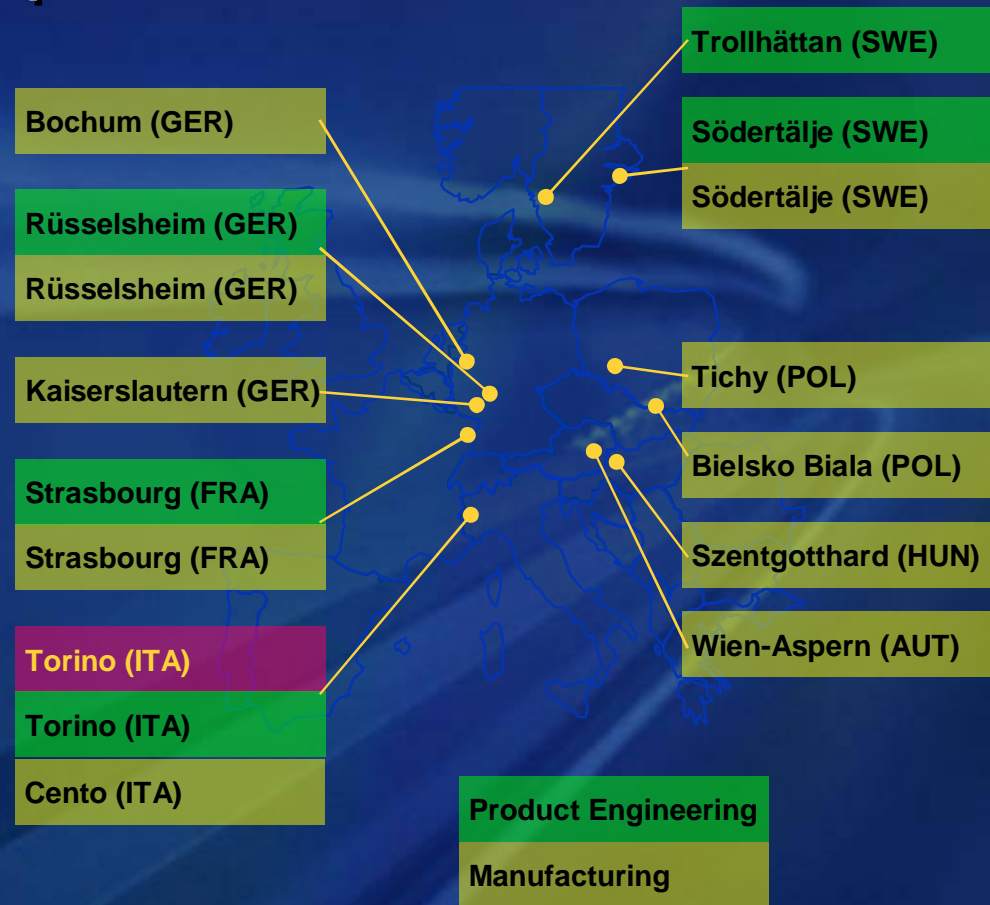 Trollhättan (SWE)
Bochum (GER)
Södertälje (SWE)
Södertälje (SWE)
Rüsselsheim (GER)
Rüsselsheim (GER)
Kaiserslautern (GER)
Tichy (POL)
Bielsko Biala (POL)
Strasbourg (FRA)
Strasbourg (FRA)
Szentgotthard (HUN)
Wien-Aspern (AUT)
Torino (ITA)
Torino (ITA)
Cento (ITA)
Product Engineering
Manufacturing